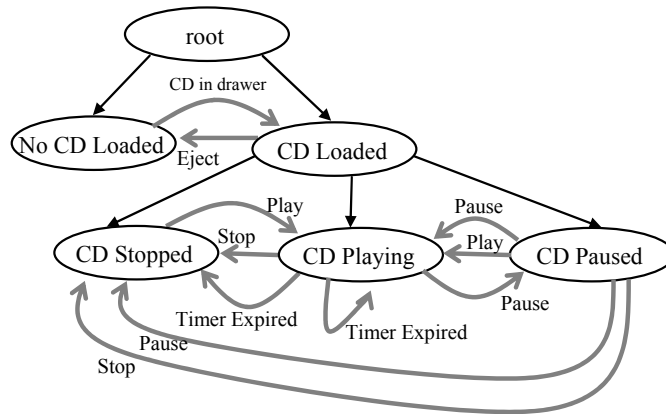 root
CD in drawer
No CD Loaded
CD Loaded
Eject
Play
Pause
Stop
Play
CD Stopped
CD Playing
CD Paused
Pause
Timer Expired
Timer Expired
Pause
Stop